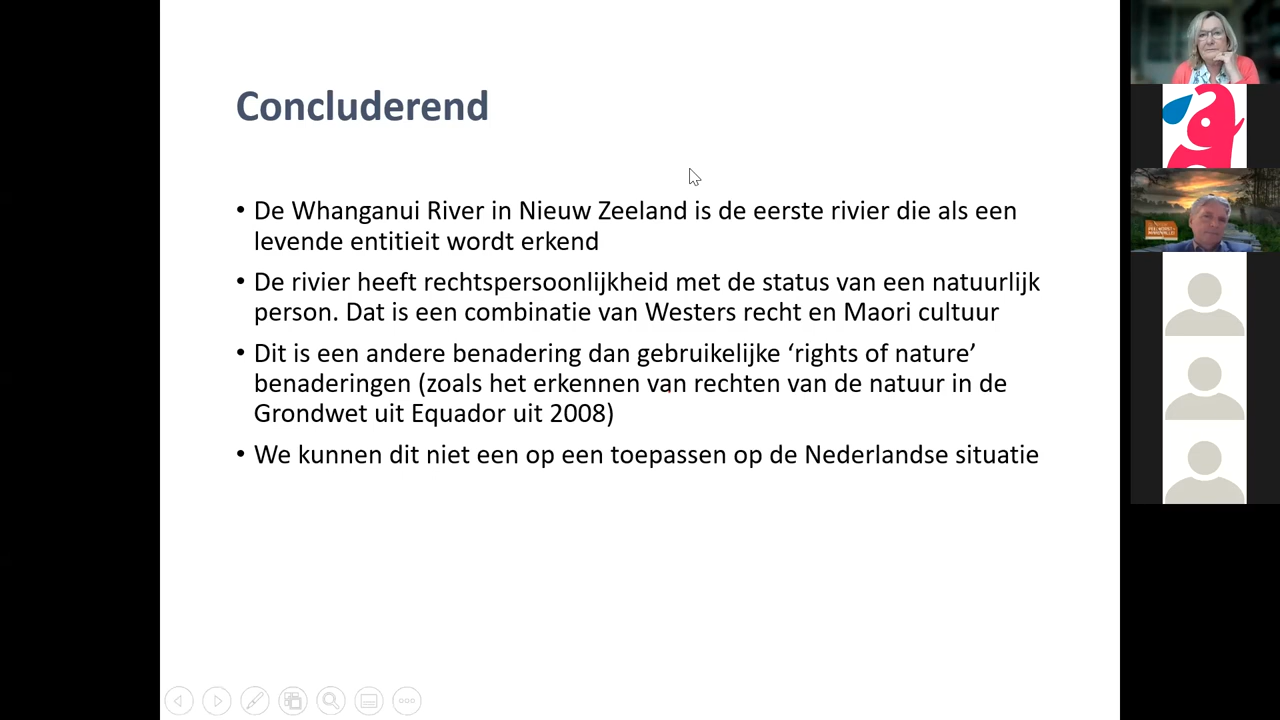 Concluderend
• De Whanganui River in Nieuw Zeeland is de eerste rivier die als een
levende entitieit wordt erkend
• De rivier heeft rechtspersoonlijkheid met de status van een natuurlijk
person. Dat is een combinatie van Westers recht en Maori cultuur
• Dit is een andere benadering dan gebruikelijke ‘rights of nature’
benaderingen (zoals het erkennen van rechten van de natuur in de
Grondwet uit Equador uit 2008)
• We kunnen dit niet een op een toepassen op de Nederlandse situatie